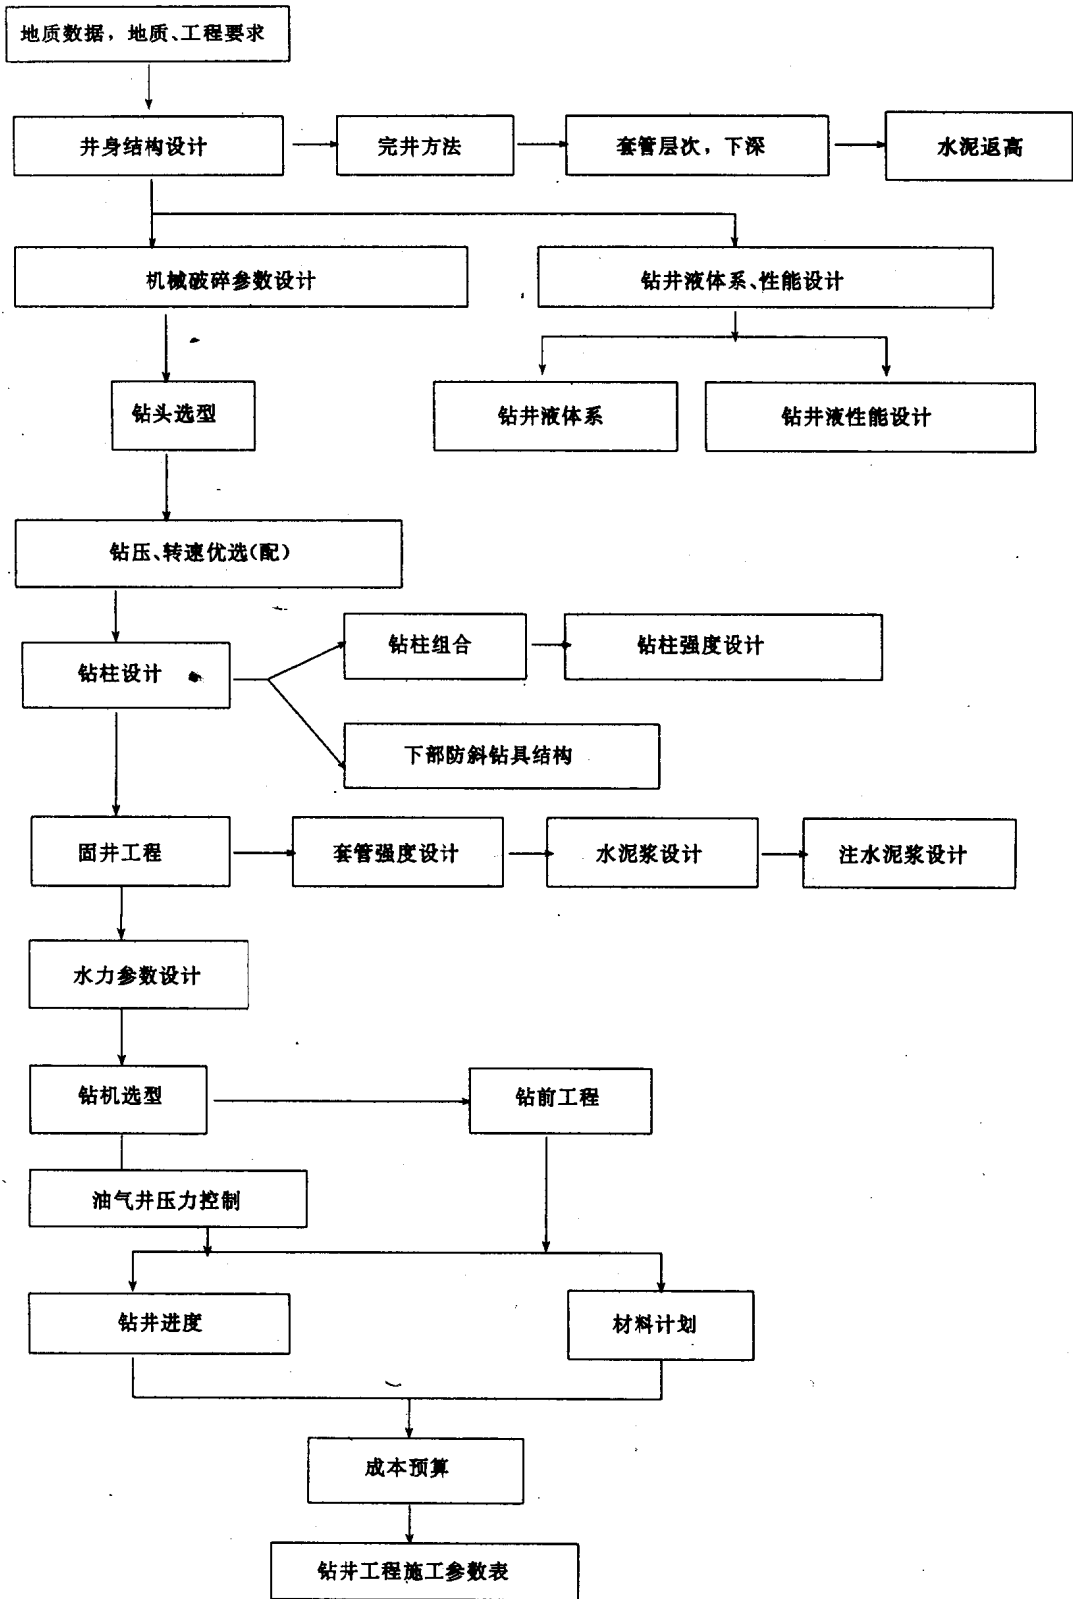 地质数据，地质、工程要求
井身结构设计
完井方法
套管层次，下深
水泥返高
机械破碎参数设计
钻井液体系、性能设计
钻头选型
钻井液体系
钻井液性能设计
钻压、转速优选(配)
钻柱设计
钻柱组合
钻柱强度设计
下部防斜钻具结构
固井工程
套管强度设计
水泥浆设计
注水泥浆设计
水力参数设计
钻机选型
钻前工程
油气井压力控制
钻井进度
材料计划
成本预算
钻井工程施工参数表